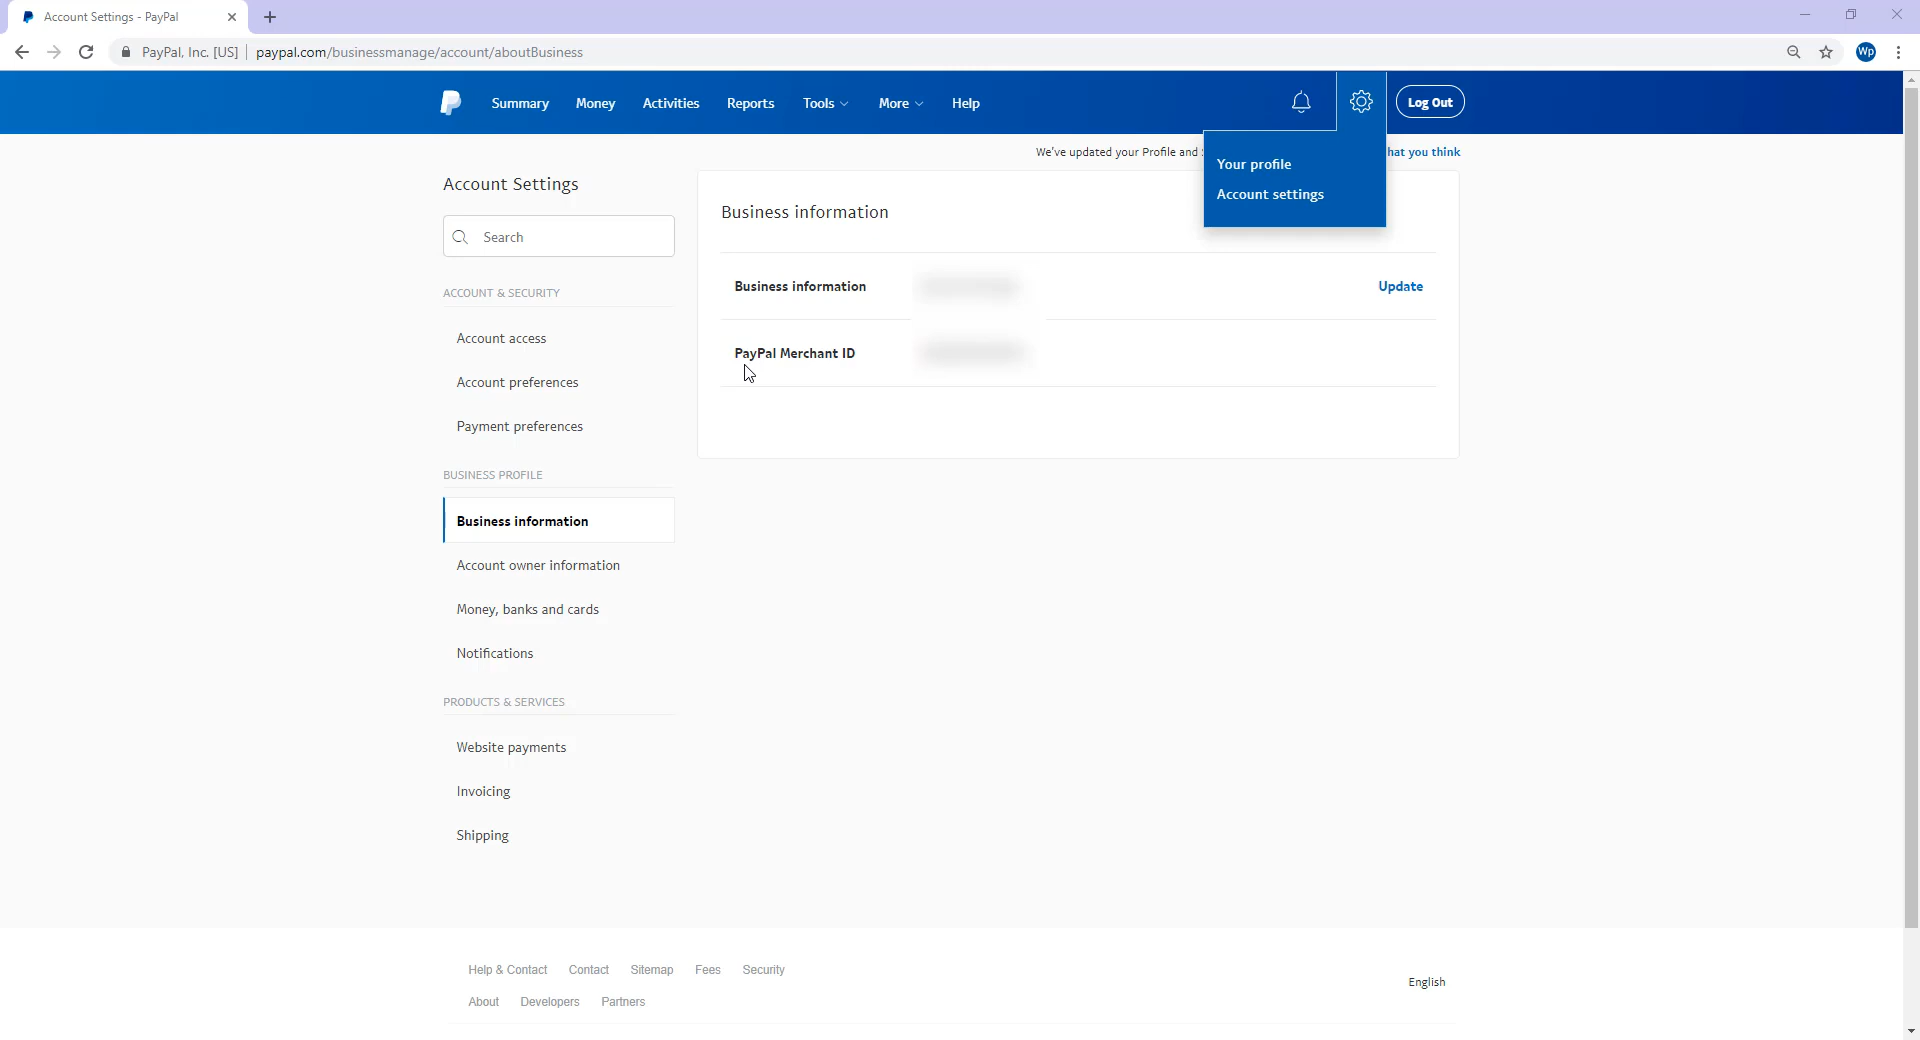 Account Settings - PayPal
PayPal, Inc. [US] paypal.com/businessmanage/account/aboutBusiness
Wp
Summary Money Activities Reports Tools More Help Log Out
We've updated your Profile and hat you think
Your profile
Account settings
Account Settings
Search
ACCOUNT & SECURITY
Account access
Account preferences
Payment preferences
BUSINESS PROFILE
Business information
Account owner information
Money, banks and cards
Notifications
PRODUCTS & SERVICES
Website payments
Invoicing
Shipping
Business information
Business information Update
PayPal Merchant ID
Help & Contact Contact Sitemap Fees Security
About Developers Partners
English